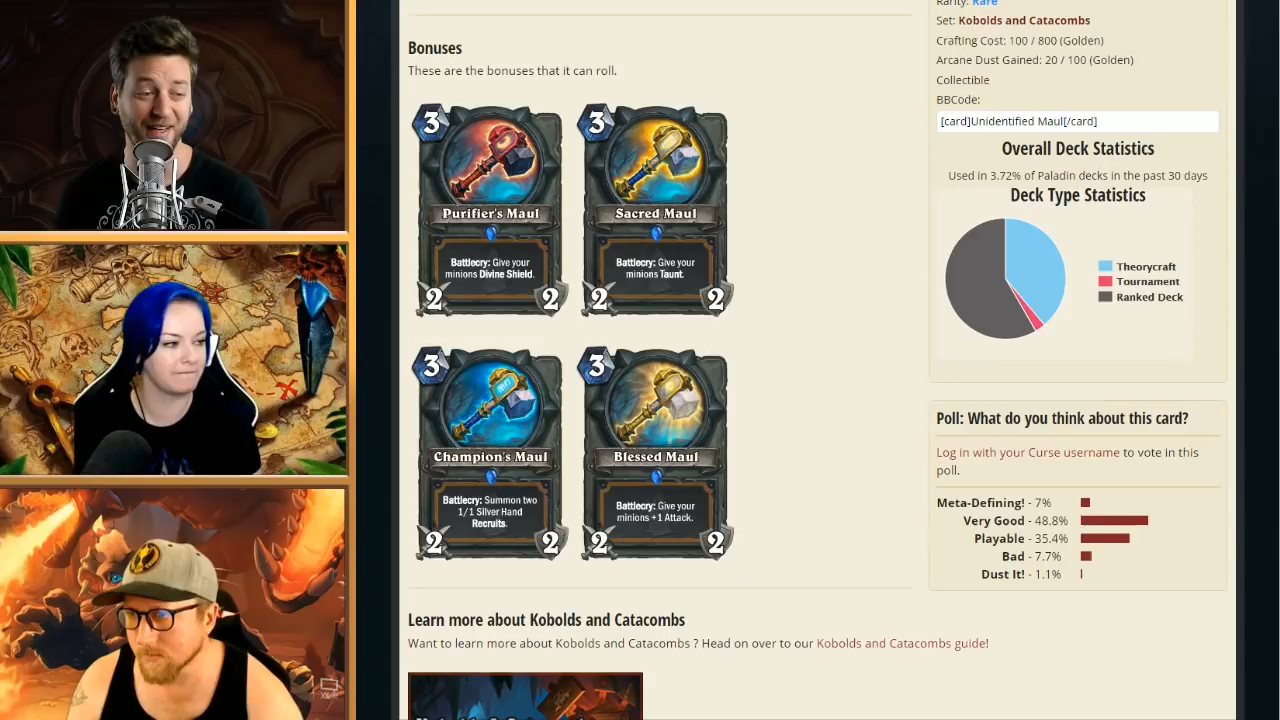 Bonuses
These are the bonuses that it can roll.
3
Purifier's Maul
Battlecry: Give your
minions Divine Shield.
2 2
3
Sacred Maul
Battlecry: Give your
minions Taunt.
2 2
3
Champion's Maul
Battlecry: Summon two
1/1 Silver Hand
Recruits.
2 2
3
Blessed Maul
Battlecry: Give your
minions +1 Attack.
2 2
Learn more about Kobolds and Catacombs
Want to learn more about Kobolds and Catacombs ? Head on over to our Kobolds and Catacombs guide!
Rarity: Rare
Set: Kobolds and Catacombs
Crafting Cost: 100 / 800 (Golden)
Arcane Dust Gained: 20 / 100 (Golden)
Collectible
BBCode:
[card]Unidentified Maul[/card]
Overall Deck Statistics
Used in 3.72% of Paladin decks in the past 30 days
Deck Type Statistics
Theorycraft
Tournament
Ranked Deck
Poll: What do you think about this card?
Log in with your Curse username to vote in this
poll.
Meta-Defining! - 7%
Very Good - 48.8%
Playable - 35.4%
Bad - 7.7%
Dust It! - 1.1%